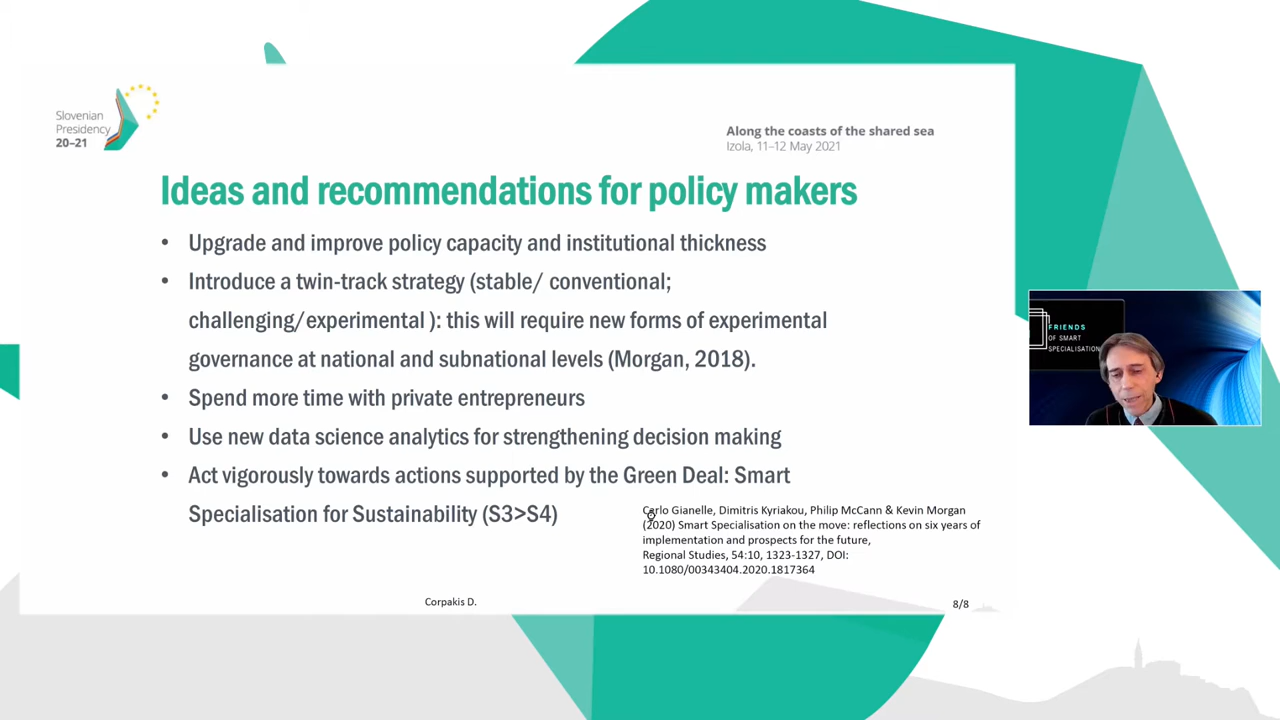 Slovenian
Presidency
20–21
Along the coasts of the shared sea
Izola, 11–12 May 2021
Ideas and recommendations for policy makers
• Upgrade and improve policy capacity and institutional thickness
• Introduce a twin-track strategy (stable/ conventional;
challenging/experimental ): this will require new forms of experimental
governance at national and subnational levels (Morgan, 2018).
• Spend more time with private entrepreneurs
• Use new data science analytics for strengthening decision making
• Act vigorously towards actions supported by the Green Deal: Smart
Specialisation for Sustainability (S3>S4)
Carlo Gianelle, Dimitris Kyriakou, Philip McCann & Kevin Morgan
(2020) Smart Specialisation on the move: reflections on six years of
implementation and prospects for the future,
Regional Studies, 54:10, 1323-1327, DOI:
10.1080/00343404.2020.1817364
Corpakis D.
8/8
FRIENDS
OF SMART
SPECIALISATION